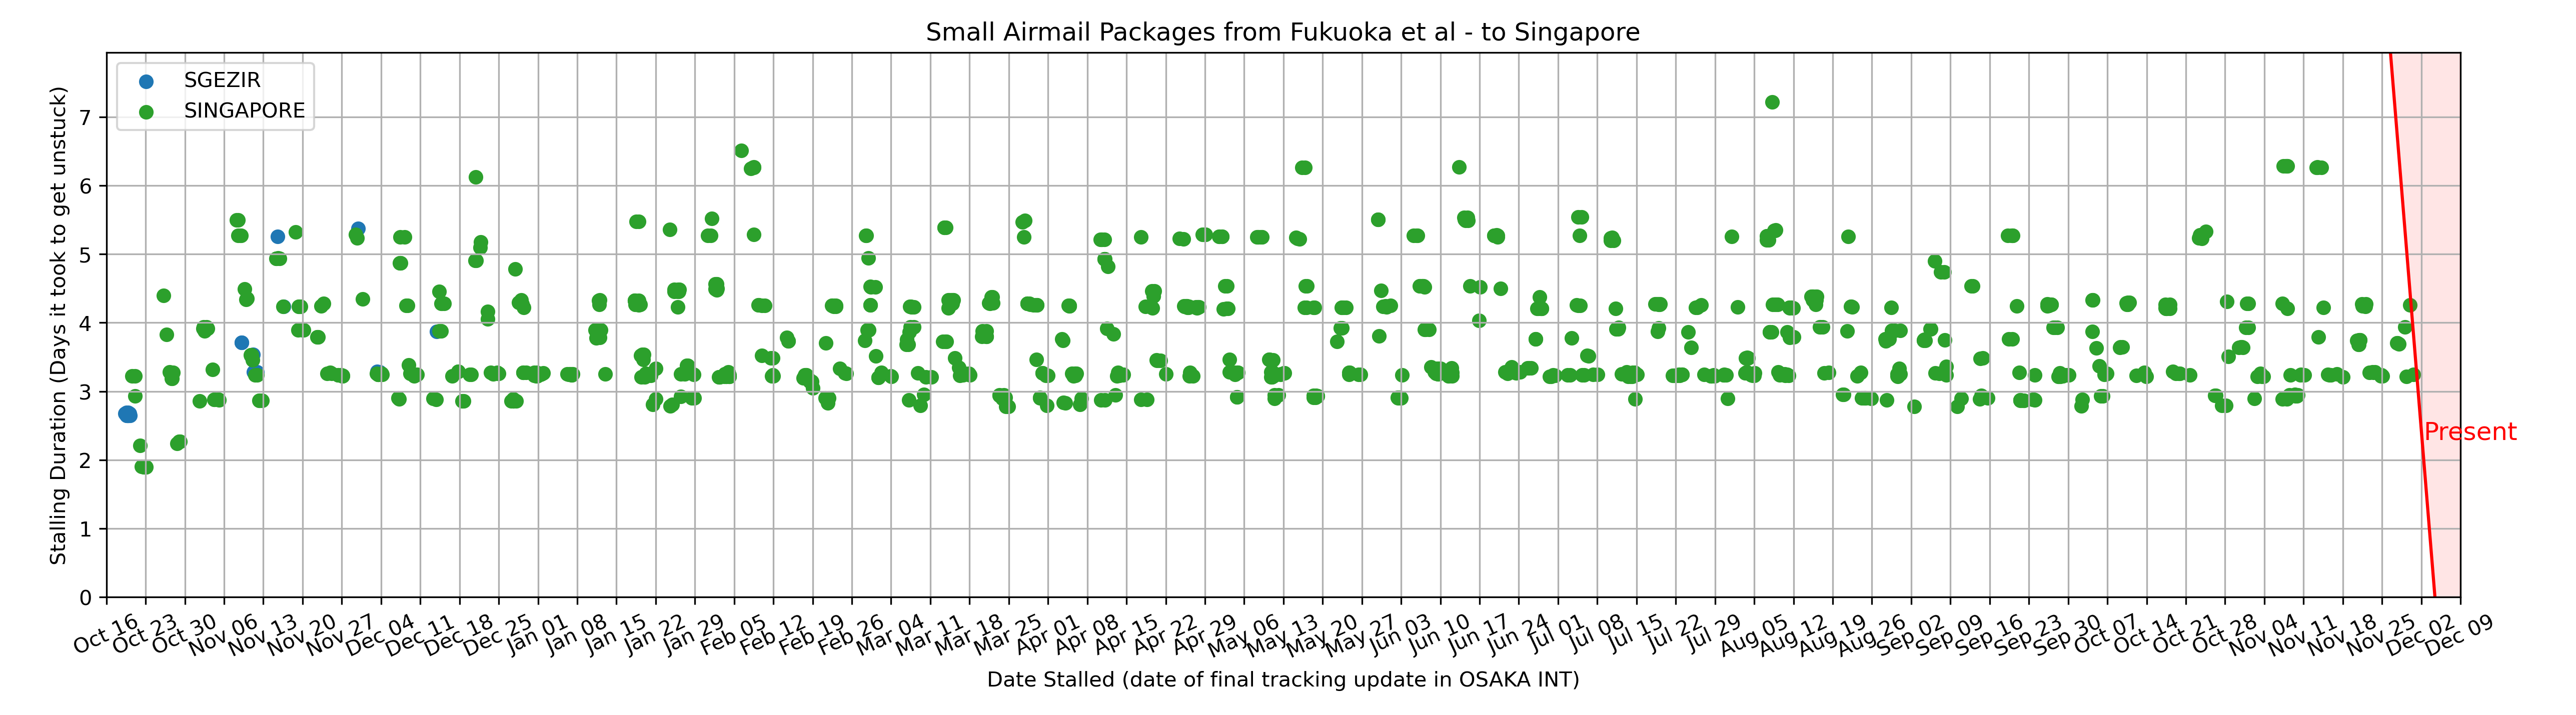 Small Airmail Packages from Fukuoka et al - to Singapore
SGEZIR
SINGAPORE
Stalling Duration (Days it took to get unstuck)
7
6
5
4
3
2
1
0
Present
Oct 16
Oct 23
Oct 30
Nov 06
Nov 13
Nov 20
Nov 27
Dec 04
Dec 11
Dec 18
Dec 25
Jan 01
Jan 08
Jan 15
Jan 22
Jan 29
Feb 05
Feb 12
Feb 19
Feb 26
Mar 04
Mar 11
Mar 18
Mar 25
Apr 01
Apr 08
Apr 15
Apr 22
Apr 29
May 06
May 13
May 20
May 27
Jun 03
Jun 10
Jun 17
Jun 24
Jul 01
Jul 08
Jul 15
Jul 22
Jul 29
Aug 05
Aug 12
Aug 19
Aug 26
Sep 02
Sep 09
Sep 16
Sep 23
Sep 30
Oct 07
Oct 14
Oct 21
Oct 28
Nov 04
Nov 11
Nov 18
Nov 25
Dec 02
Dec 09
Date Stalled (date of final tracking update in OSAKA INT)